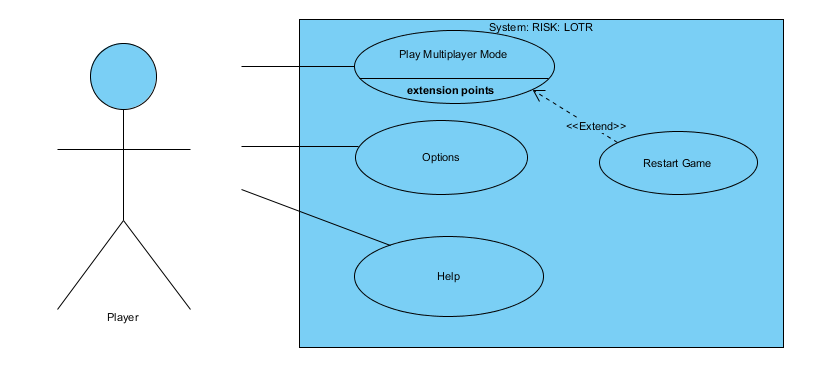 System: RISK: LOTR
Play Multiplayer Mode
extension points
<<Extend>>
Options
Restart Game
Help
Player